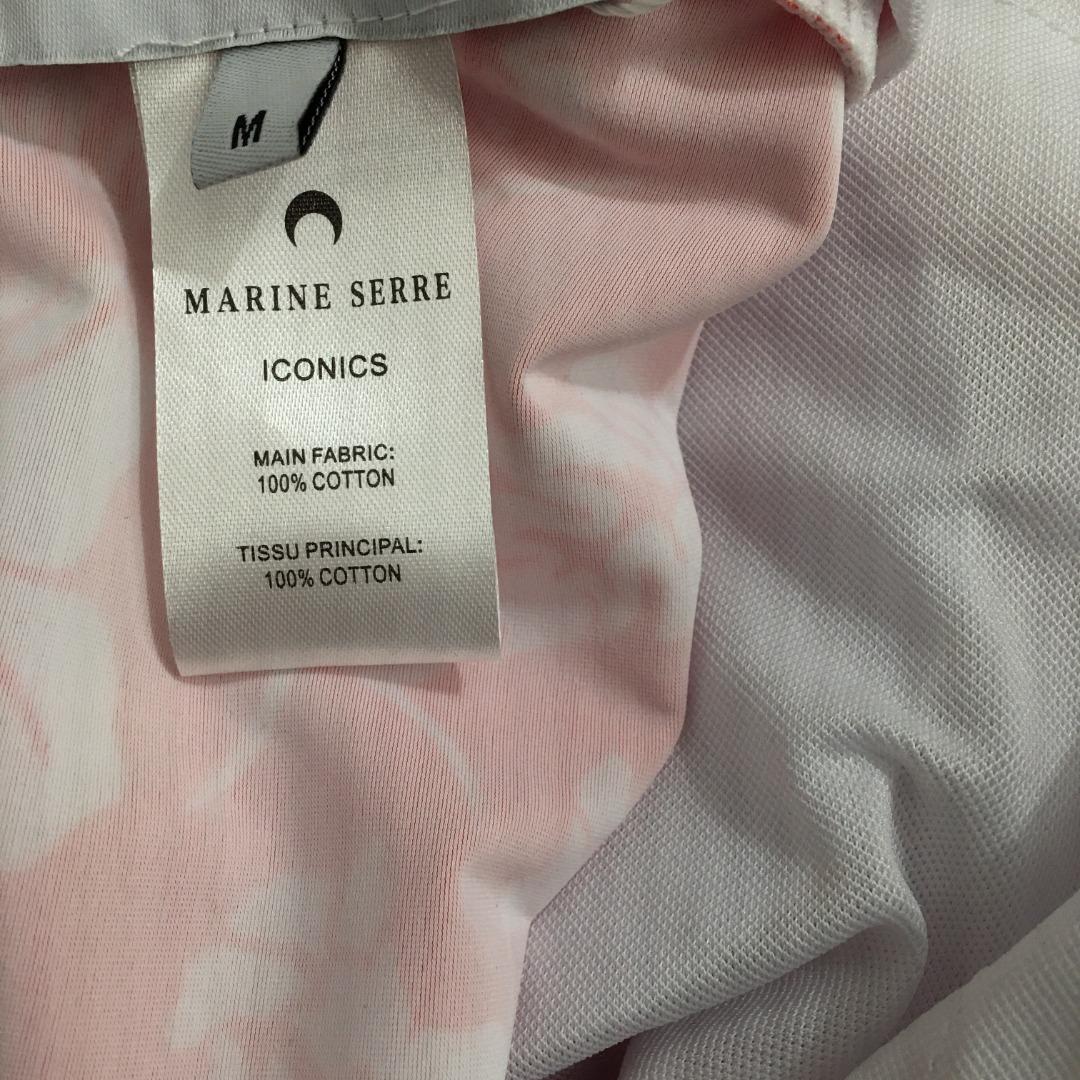 M
MARINE SERRE
ICONICS
MAIN FABRIC:
100% COTTON
TISSU PRINCIPAL:
100% COTTON